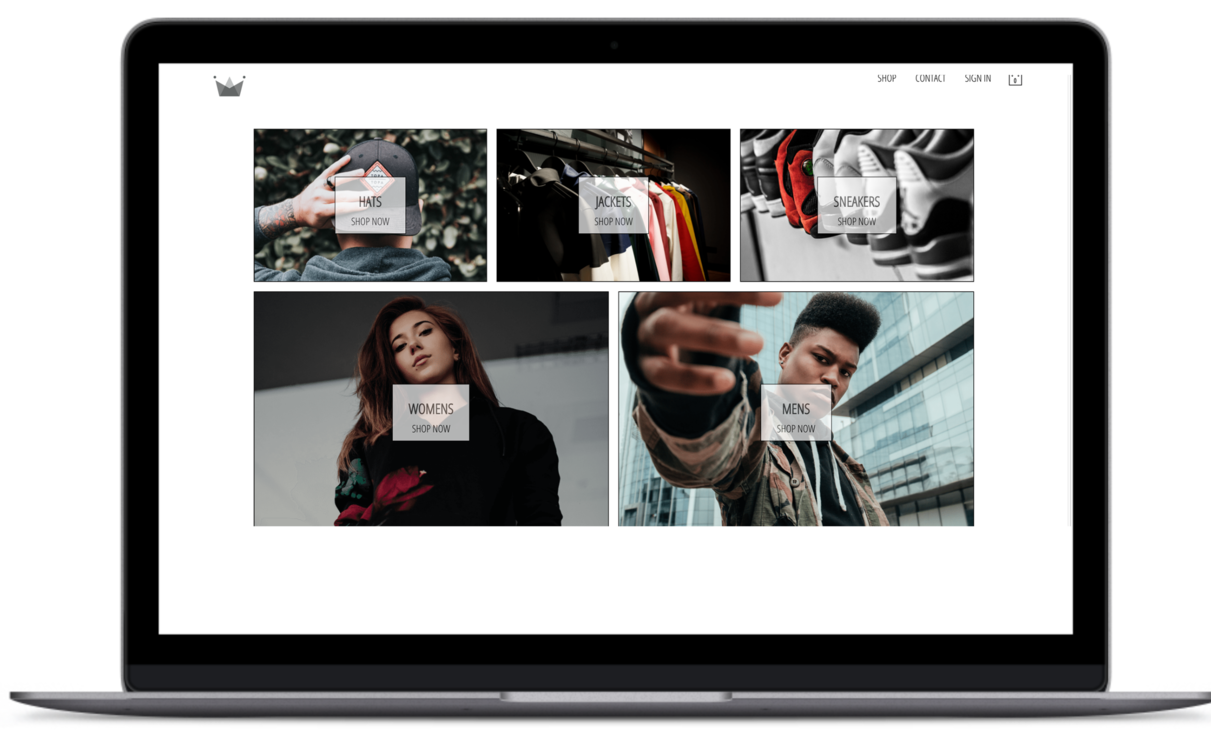 SHOP
CONTACT
SIGN IN
0
HATS
SHOP NOW
JACKETS
SHOP NOW
SNEAKERS
SHOP NOW
WOMENS
SHOP NOW
MENS
SHOP NOW